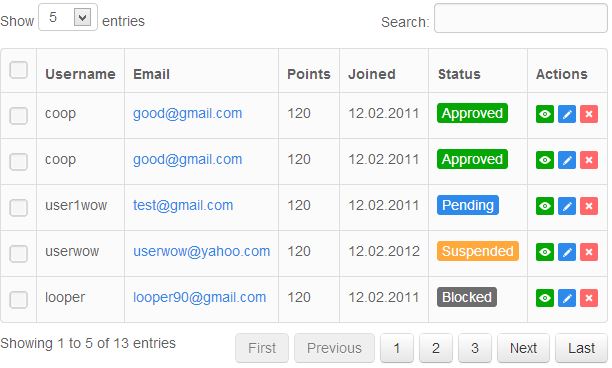 Show 5 entries Search:
Username Email Points Joined Status Actions
coop good@gmail.com 120 12.02.2011 Approved
coop good@gmail.com 120 12.02.2011 Approved
user1wow test@gmail.com 120 12.02.2011 Pending
userwow userwow@yahoo.com 120 12.02.2012 Suspended
looper looper90@gmail.com 120 12.02.2011 Blocked
Showing 1 to 5 of 13 entries First Previous 1 2 3 Next Last